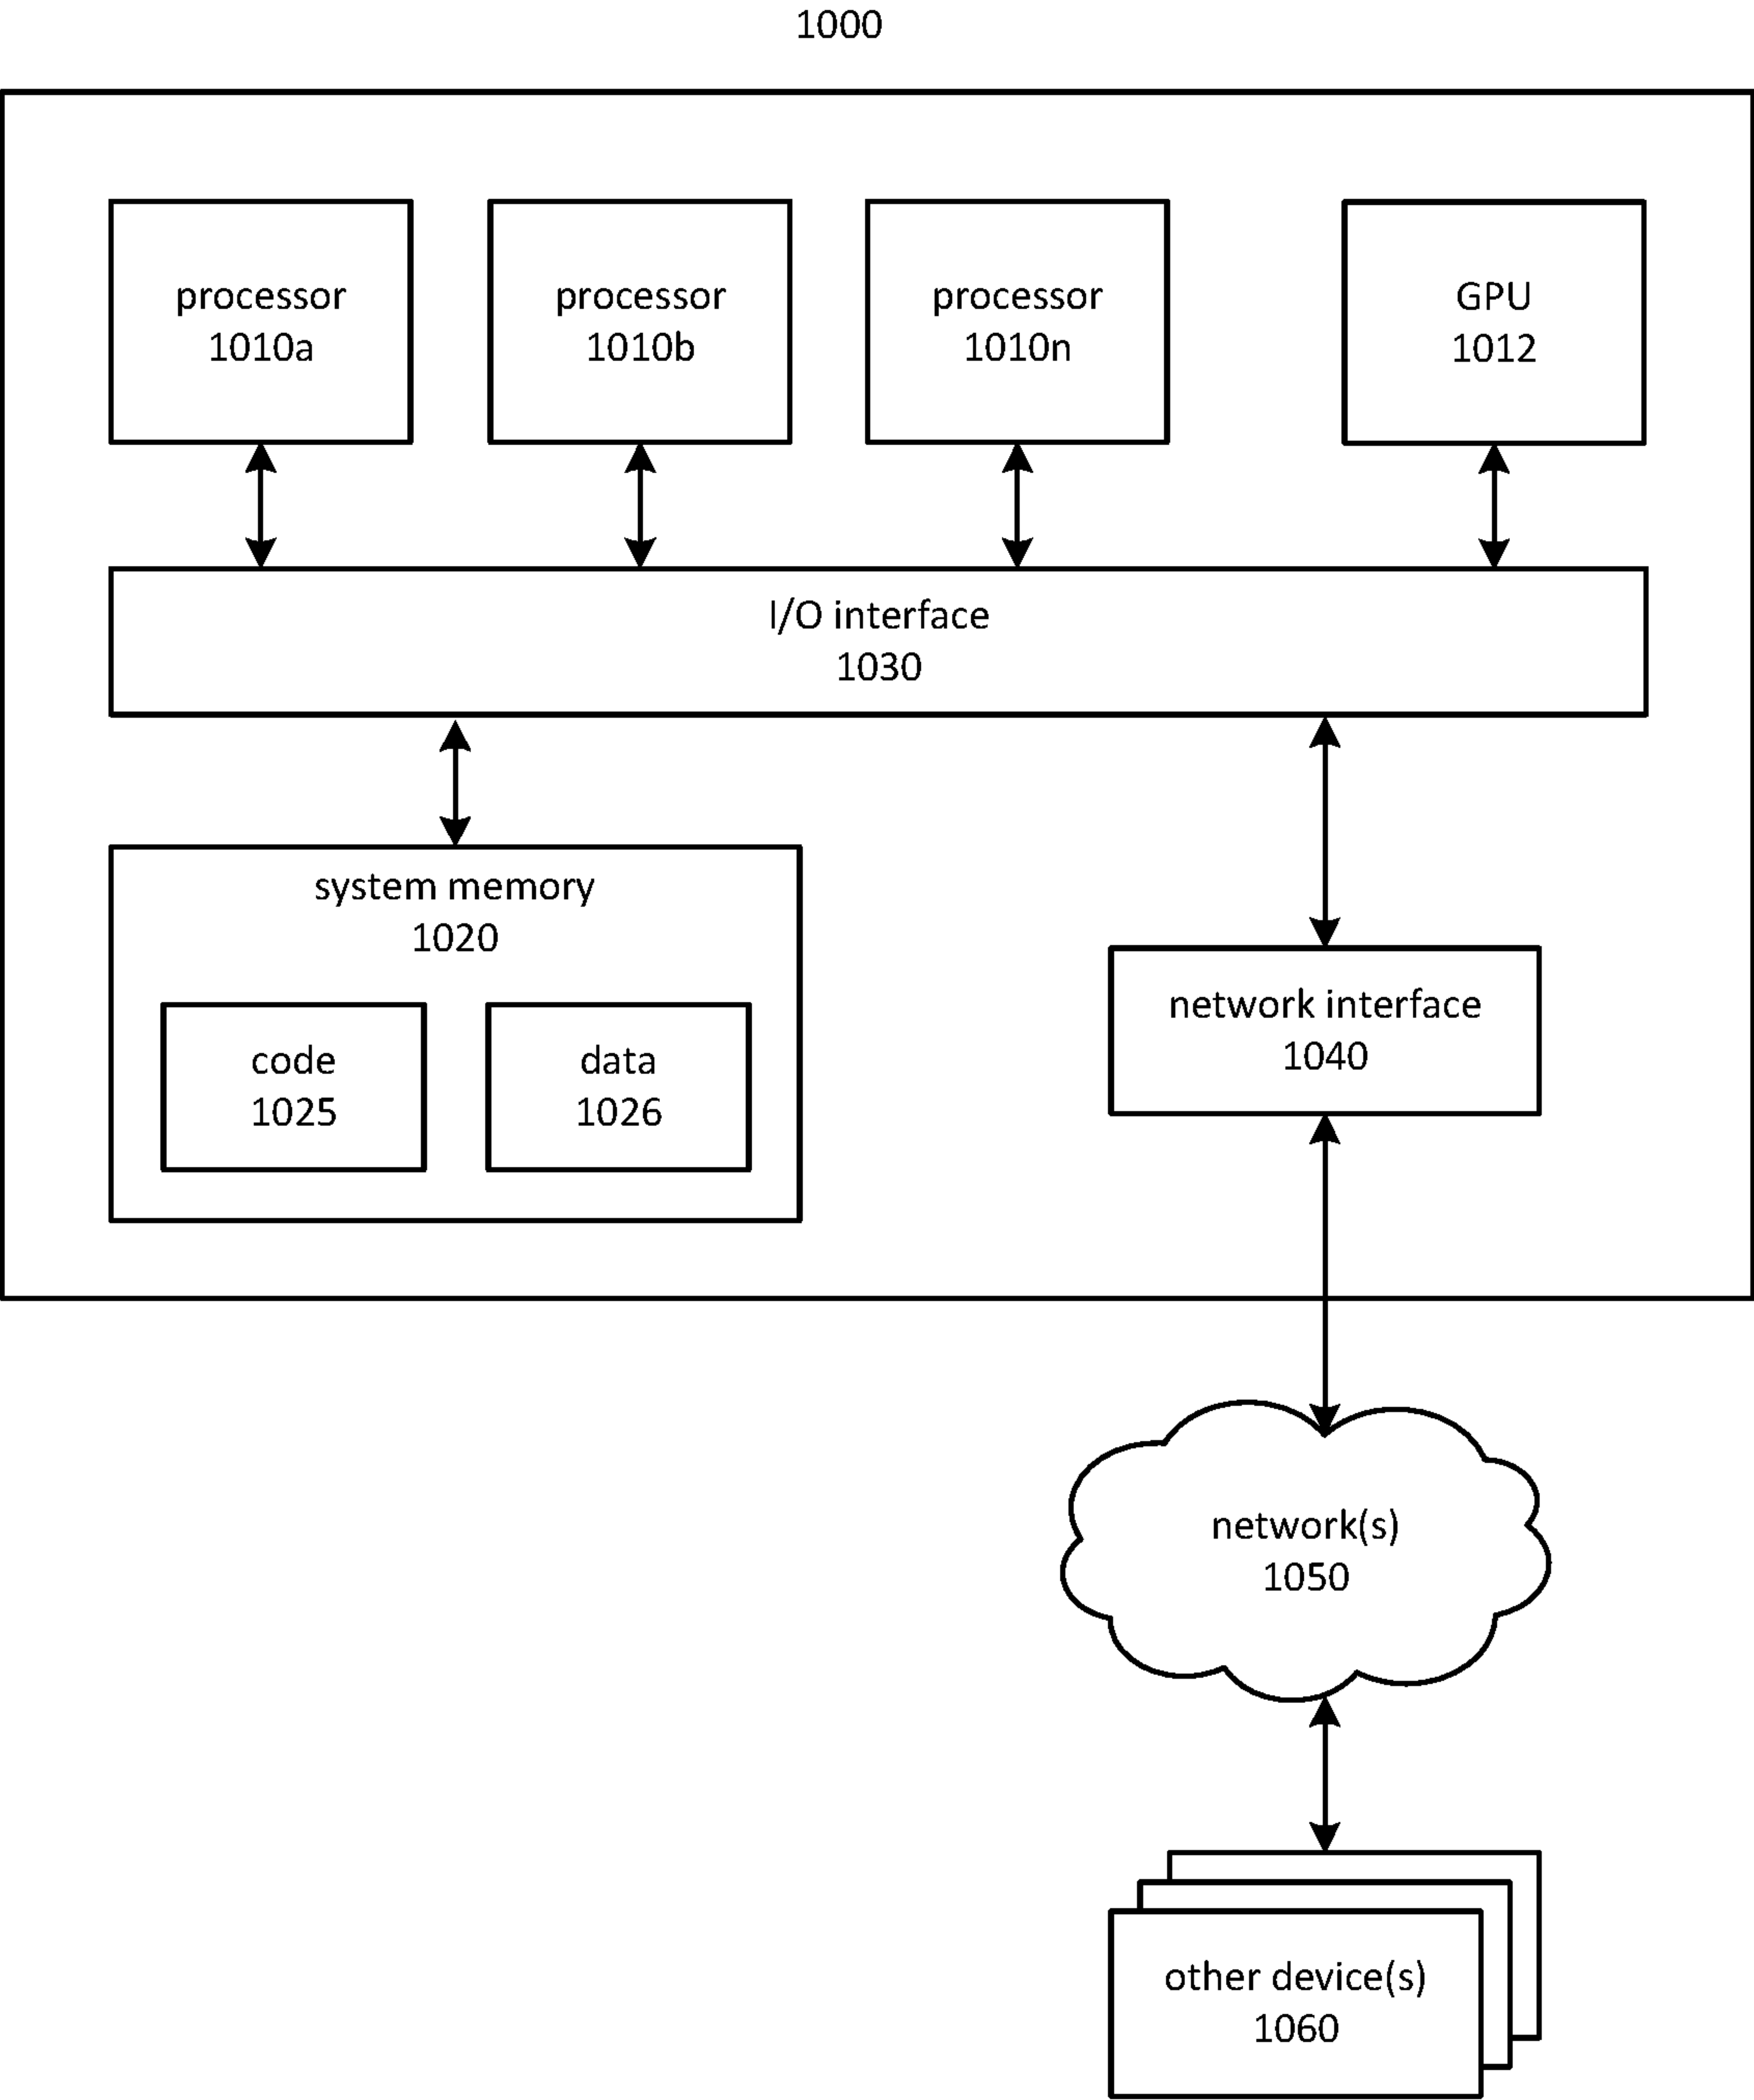 1000
processor
1010a
processor
1010b
processor
1010n
GPU
1012
I/O interface
1030
system memory
1020
code
1025
data
1026
network interface
1040
network(s)
1050
other device(s)
1060